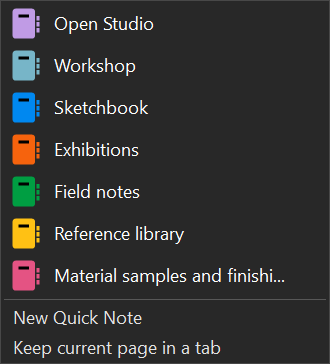 Open Studio
Workshop
Sketchbook
Exhibitions
Field notes
Reference library
Material samples and finishi...
New Quick Note
Keep current page in a tab